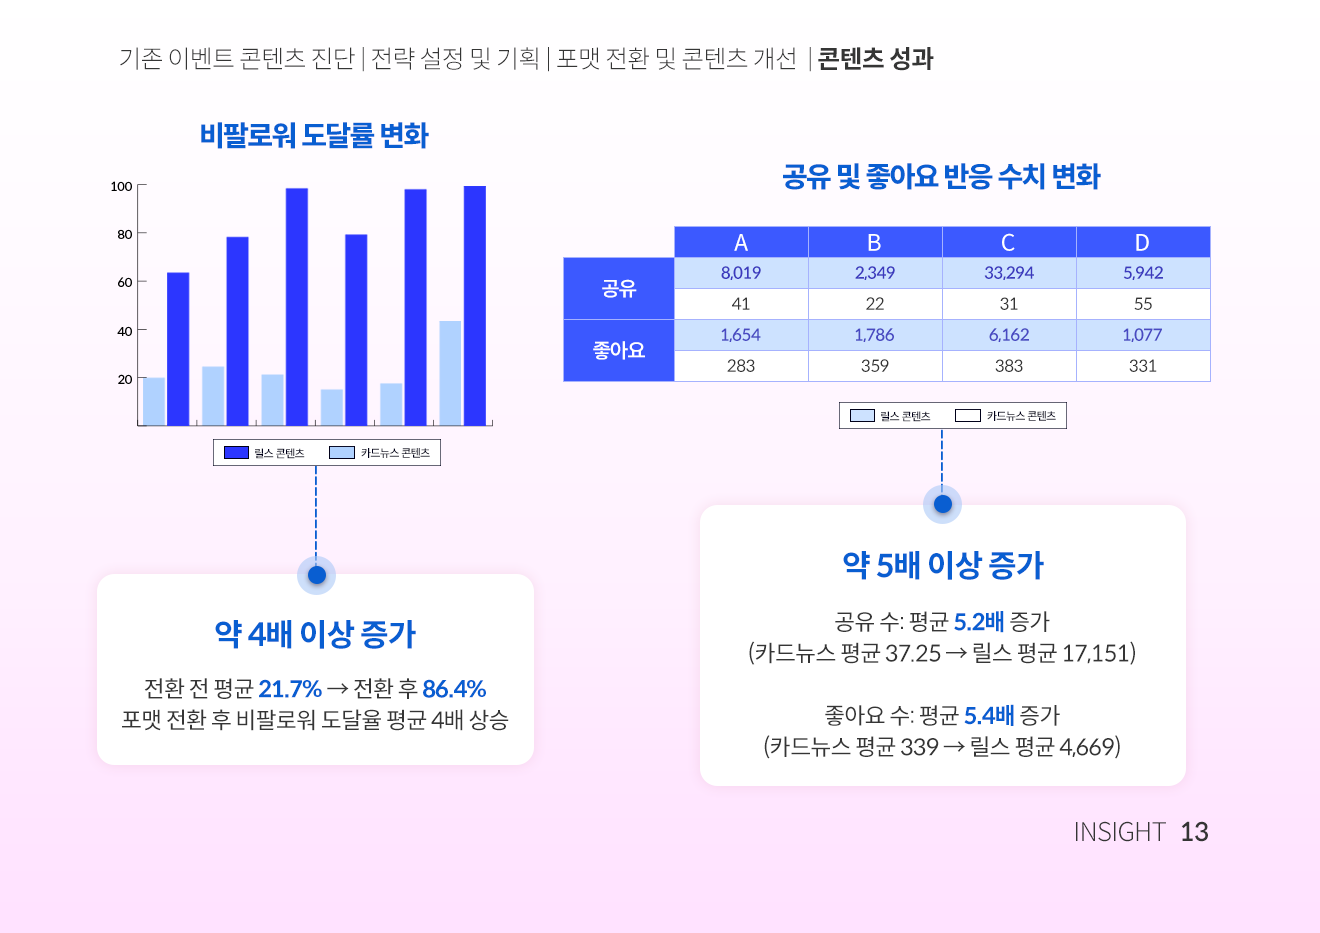 기존 이벤트 콘텐츠 진단 | 전략 설정 및 기획 | 포맷 전환 및 콘텐츠 개선 | 콘텐츠 성과
비팔로워 도달률 변화
100
80
60
40
20
릴스 콘텐츠 카드뉴스 콘텐츠
약 4배 이상 증가
전환 전 평균 21.7% → 전환 후 86.4%
포맷 전환 후 비팔로워 도달율 평균 4배 상승
공유 및 좋아요 반응 수치 변화
A B C D
공유 8,019 2,349 33,294 5,942
41 22 31 55
좋아요 1,654 1,786 6,162 1,077
283 359 383 331
릴스 콘텐츠 카드뉴스 콘텐츠
약 5배 이상 증가
공유 수: 평균 5.2배 증가
(카드뉴스 평균 37.25 → 릴스 평균 17,151)
좋아요 수: 평균 5.4배 증가
(카드뉴스 평균 339 → 릴스 평균 4,669)
INSIGHT 13